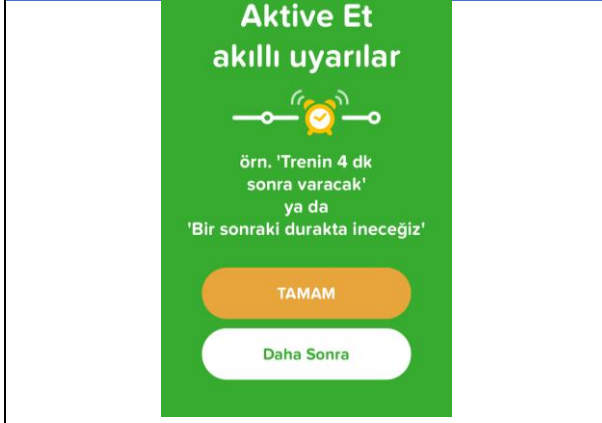 Aktive Et
akıllı uyarılar
örn. 'Trenin 4 dk
sonra varacak'
ya da
'Bir sonraki durakta ineceğiz'
TAMAM
Daha Sonra